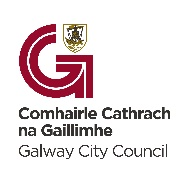 Comhairle Cathrach
na Gaillimhe
Galway City Council